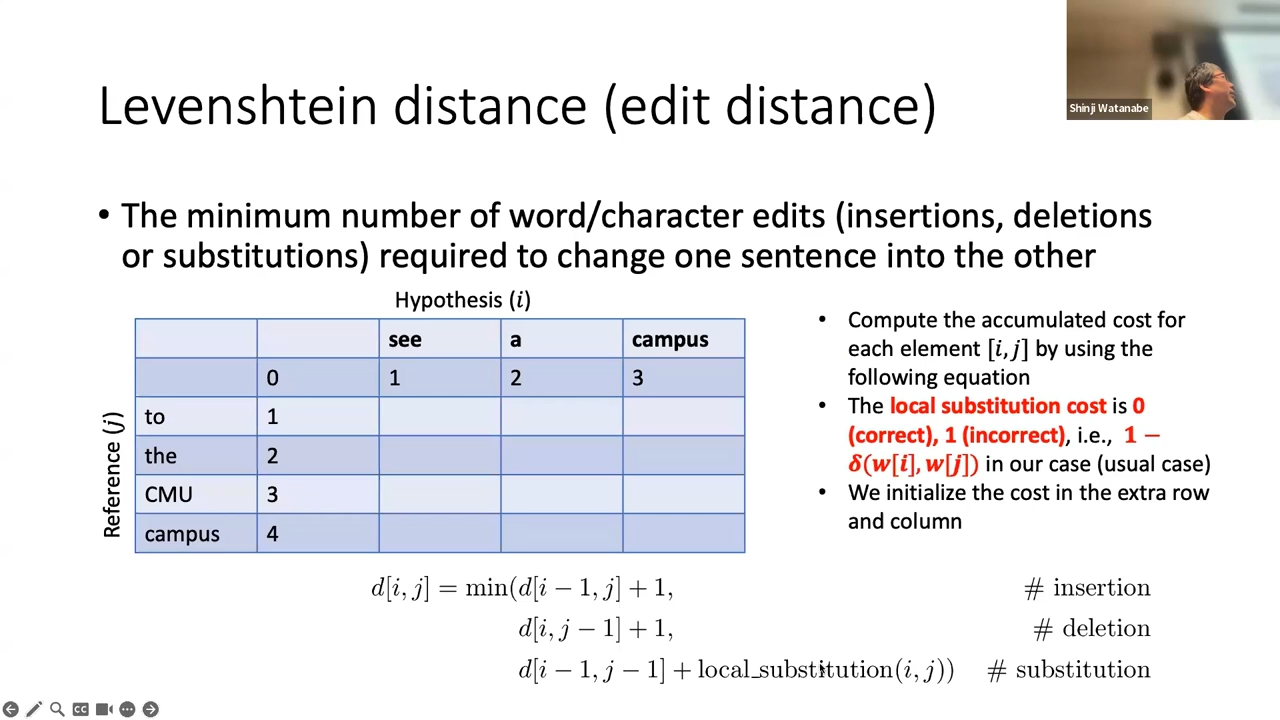 Shinji Watanabe
Levenshtein distance (edit distance)
• The minimum number of word/character edits (insertions, deletions
or substitutions) required to change one sentence into the other
Hypothesis (i)
see a campus
0 1 2 3
Reference (j)
to 1
the 2
CMU 3
campus 4
• Compute the accumulated cost for
each element [i, j] by using the
following equation
• The local substitution cost is 0
(correct), 1 (incorrect), i.e., 1 −
δ(w[i], w[j]) in our case (usual case)
• We initialize the cost in the extra row
and column
d[i, j] = min(d[i − 1, j] + 1, # insertion
d[i, j − 1] + 1, # deletion
d[i − 1, j − 1] + local_substitution(i, j)) # substitution
CC